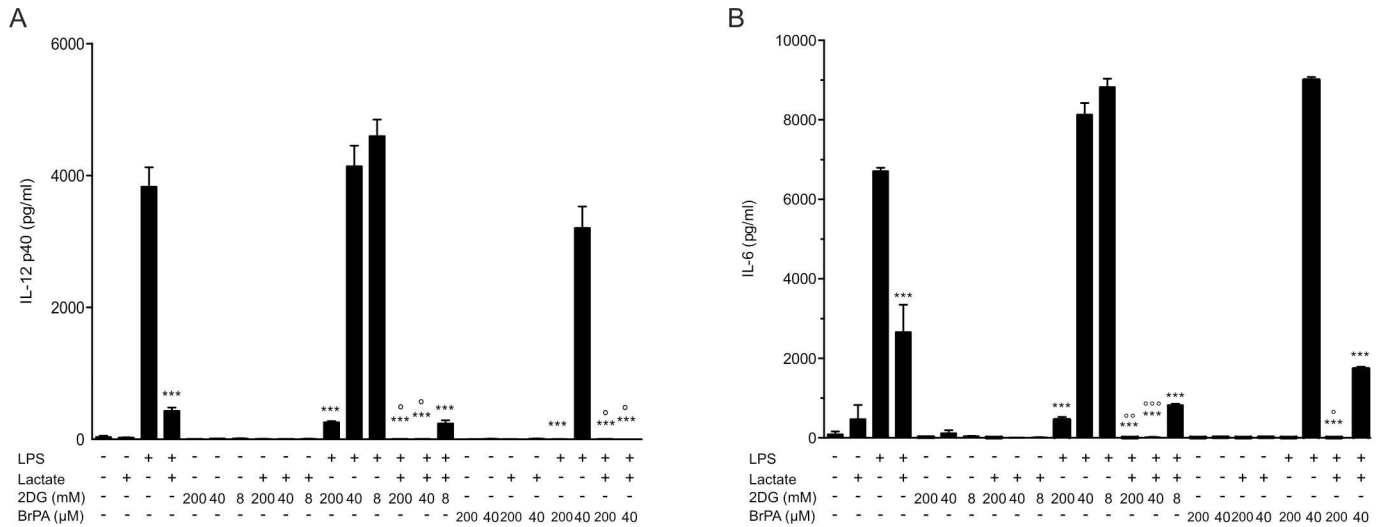 A
IL-12 p40 (pg/ml)
6000
4000
2000
0
***
***
°
***
°
***
***
***
°
***
°
***
LPS - - + + - - - - - - + + + + + + - - - - + + + +
Lactate - + - + - - - + + + - - - + + + - - + + - - + +
2DG (mM) - - - - 200 40 8 200 40 8 200 40 8 200 40 8 - - - - - - - -
BrPA (µM) - - - - - - - - - - - - - - - - 200 40 200 40 200 40 200 40
B
IL-6 (pg/ml)
10000
8000
6000
4000
2000
0
***
***
°°
***
°°°
***
***
°
***
***
LPS - - + + - - - - - - + + + + + + - - - - + + + +
Lactate - + - + - - - + + + - - - + + + - - + + - - + +
2DG (mM) - - - - 200 40 8 200 40 8 200 40 8 200 40 8 - - - - - - - -
BrPA (µM) - - - - - - - - - - - - - - - - 200 40 200 40 200 40 200 40